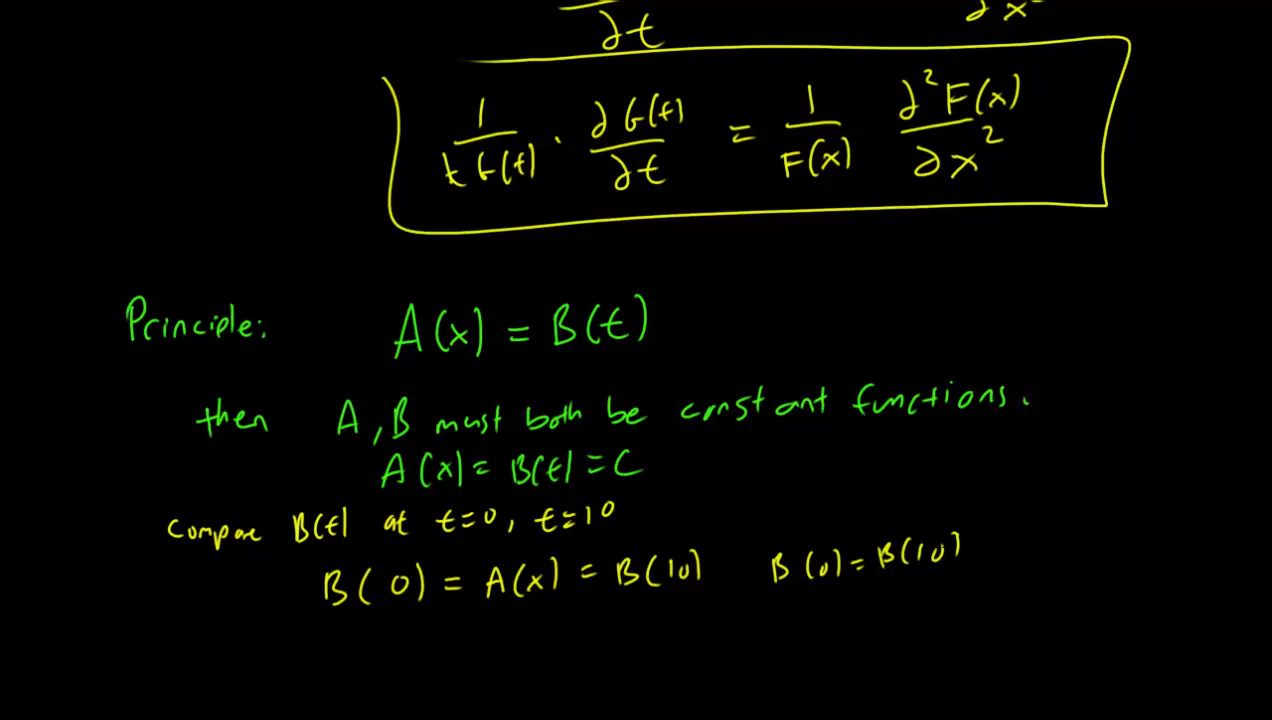 ∂t ∂x
1/(k G(t)) · ∂G(t)/∂t = 1/F(x) ∂²F(x)/∂x²
Principle: A(x) = B(t)
then A, B must both be constant functions.
A(x) = B(t) = C
Compare B(t) at t=0, t=10
B(0) = A(x) = B(10) B(0) = B(10)